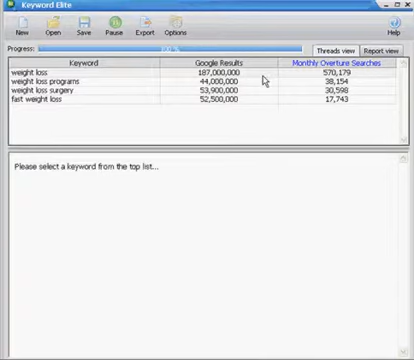 Keyword Elite
New Open Save Pause Export Options Help
Progress: 100 % Threads view Report view
Keyword Google Results Monthly Overture Searches
weight loss 187,000,000 570,179
weight loss programs 44,000,000 38,154
weight loss surgery 53,900,000 30,598
fast weight loss 52,500,000 17,743
Please select a keyword from the top list...